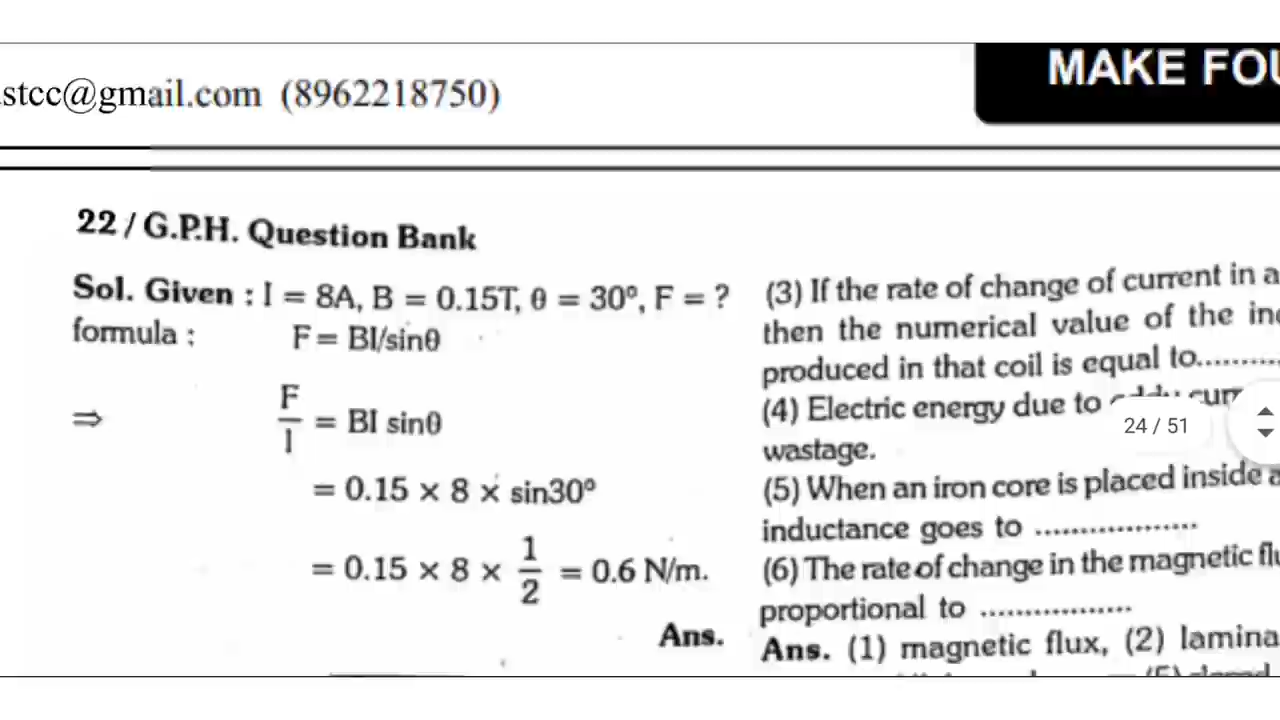 stcc@gmail.com (8962218750)
MAKE FOU
22 / G.P.H. Question Bank
Sol. Given : I = 8A, B = 0.15T, θ = 30°, F = ?
formula : F = BI/sinθ
⇒ F/l = BI sinθ
= 0.15 × 8 × sin30°
= 0.15 × 8 × 1/2 = 0.6 N/m.
Ans.
(3) If the rate of change of current in a
then the numerical value of the ind
produced in that coil is equal to..........
(4) Electric energy due to
wastage.
(5) When an iron core is placed inside a
inductance goes to ...................
(6) The rate of change in the magnetic flu
proportional to ..................
Ans. (1) magnetic flux, (2) lamina
24 / 51